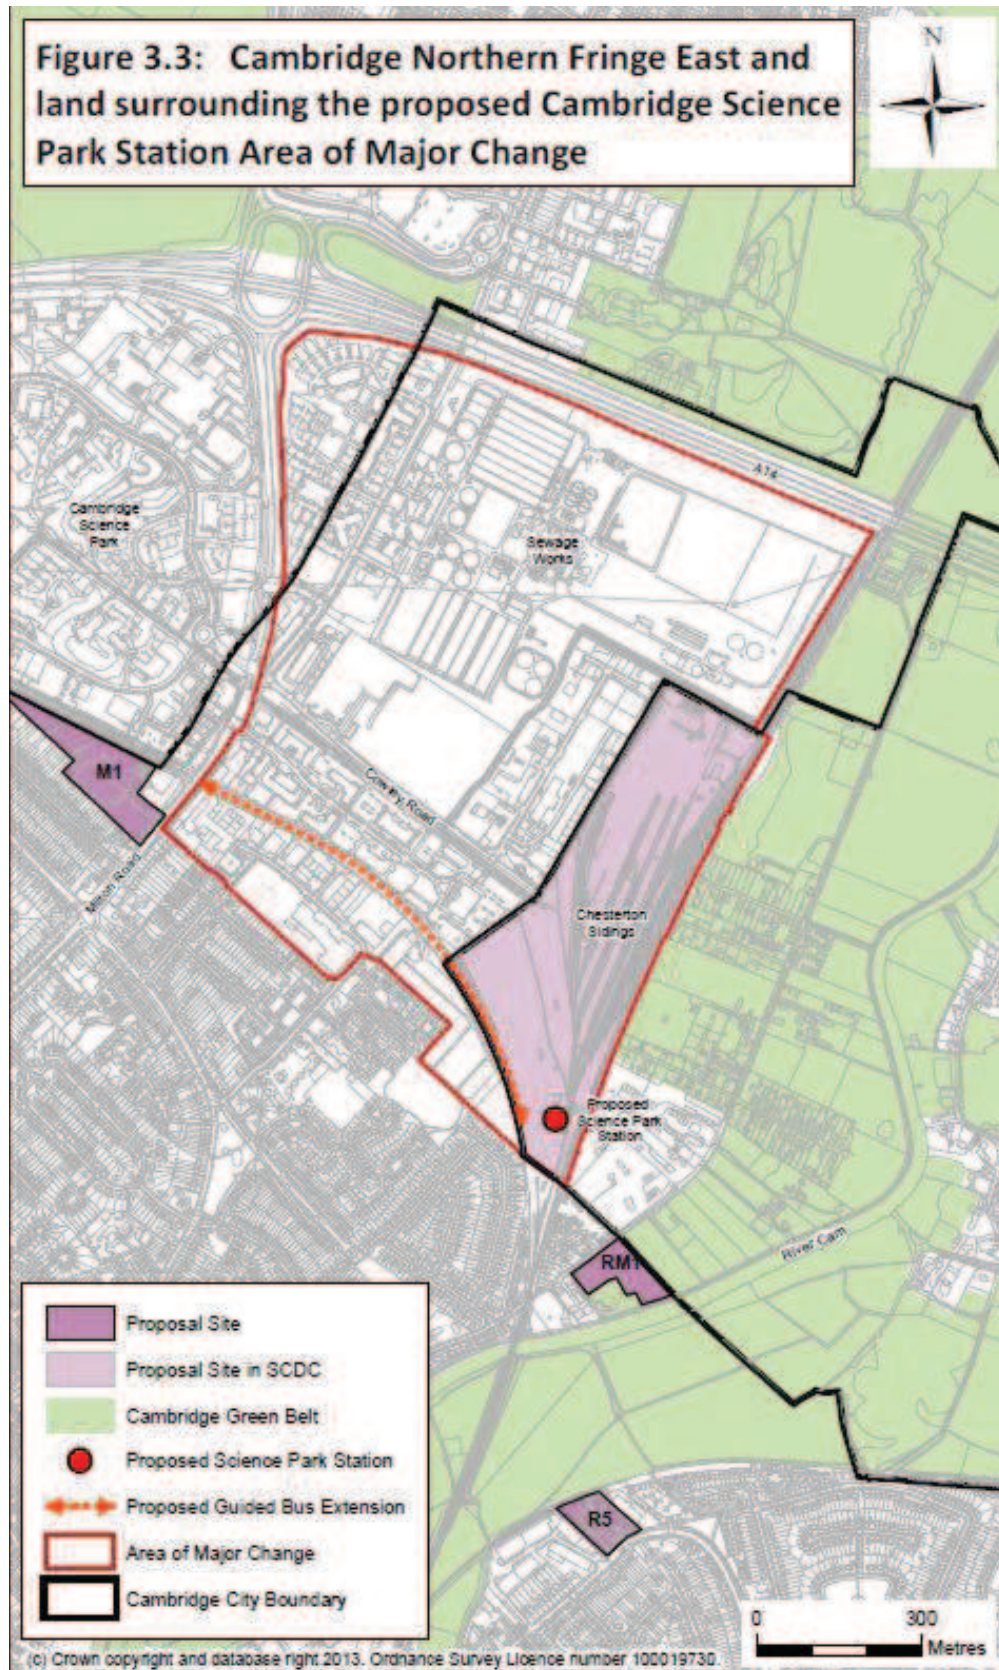 Figure 3.3: Cambridge Northern Fringe East and
land surrounding the proposed Cambridge Science
Park Station Area of Major Change
N
A14
Cambridge
Science
Park
Sewage
Works
M1
Cowley Road
Milton Road
Chesterton
Sidings
Proposed
Science Park
Station
River Cam
RM1
Proposal Site
Proposal Site in SCDC
Cambridge Green Belt
Proposed Science Park Station
Proposed Guided Bus Extension
Area of Major Change
Cambridge City Boundary
R5
0 300
Metres
(c) Crown copyright and database right 2013. Ordnance Survey Licence number 100019730.